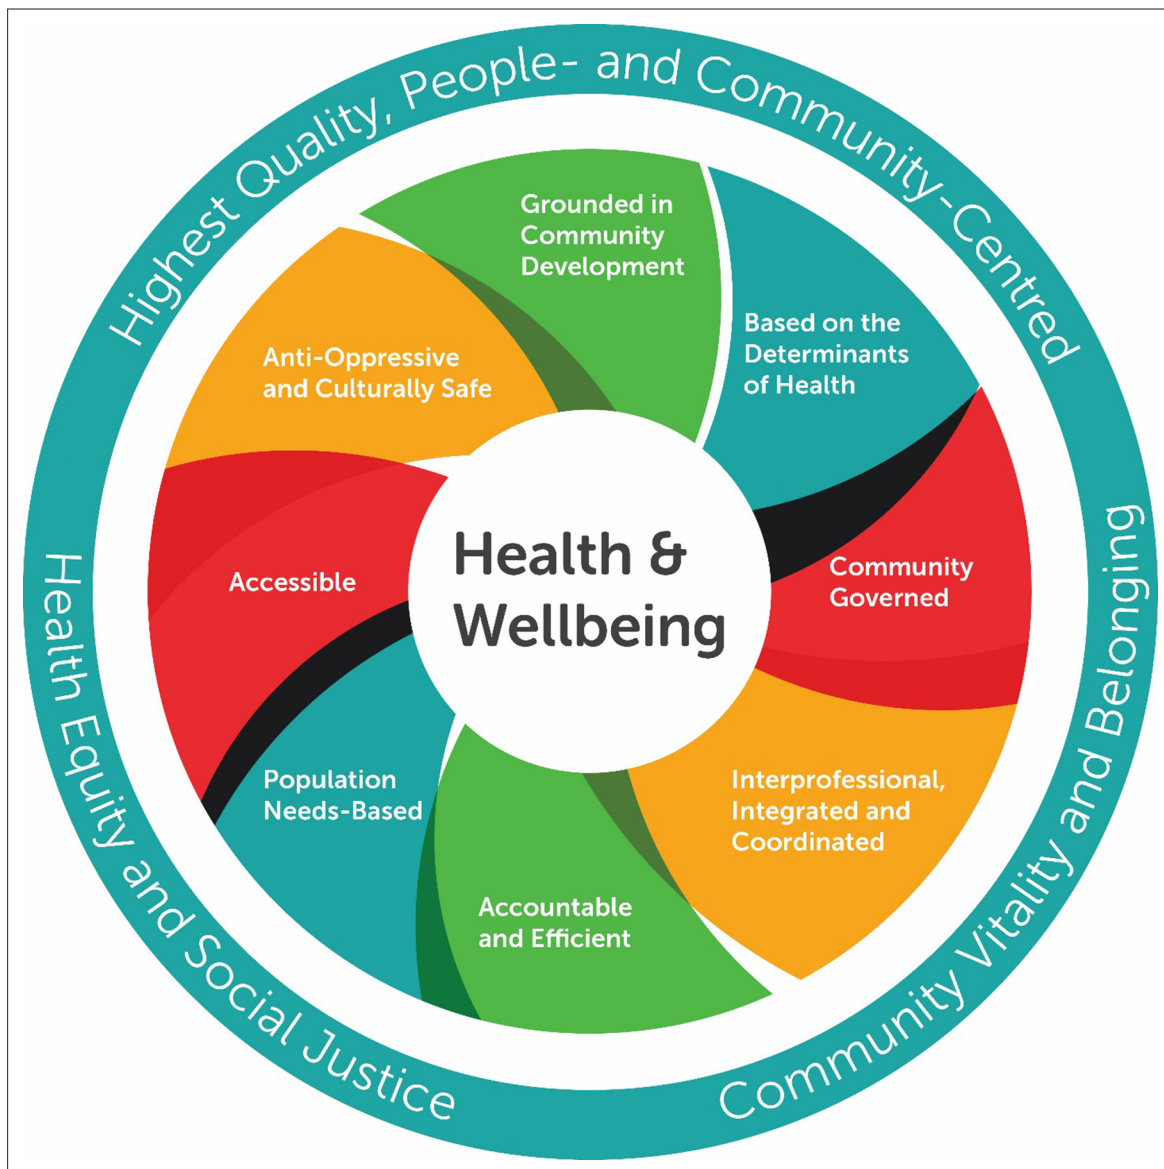 Highest Quality, People- and Community-Centred
Grounded in
Community
Development
Based on the
Determinants
of Health
Anti-Oppressive
and Culturally Safe
Health &
Wellbeing
Accessible
Community
Governed
Population
Needs-Based
Interprofessional,
Integrated and
Coordinated
Accountable
and Efficient
Health Equity and Social Justice
Community Vitality and Belonging